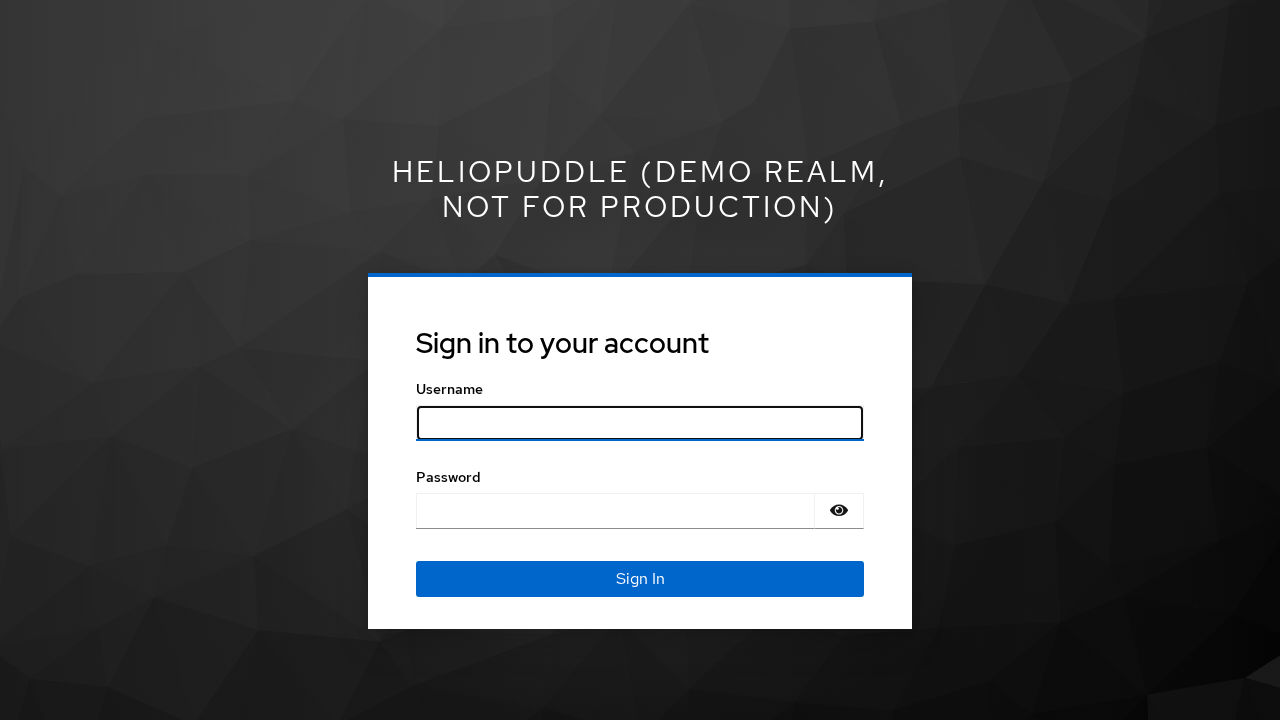 HELIOPUDDLE (DEMO REALM,
NOT FOR PRODUCTION)
Sign in to your account
Username
Password
Sign In